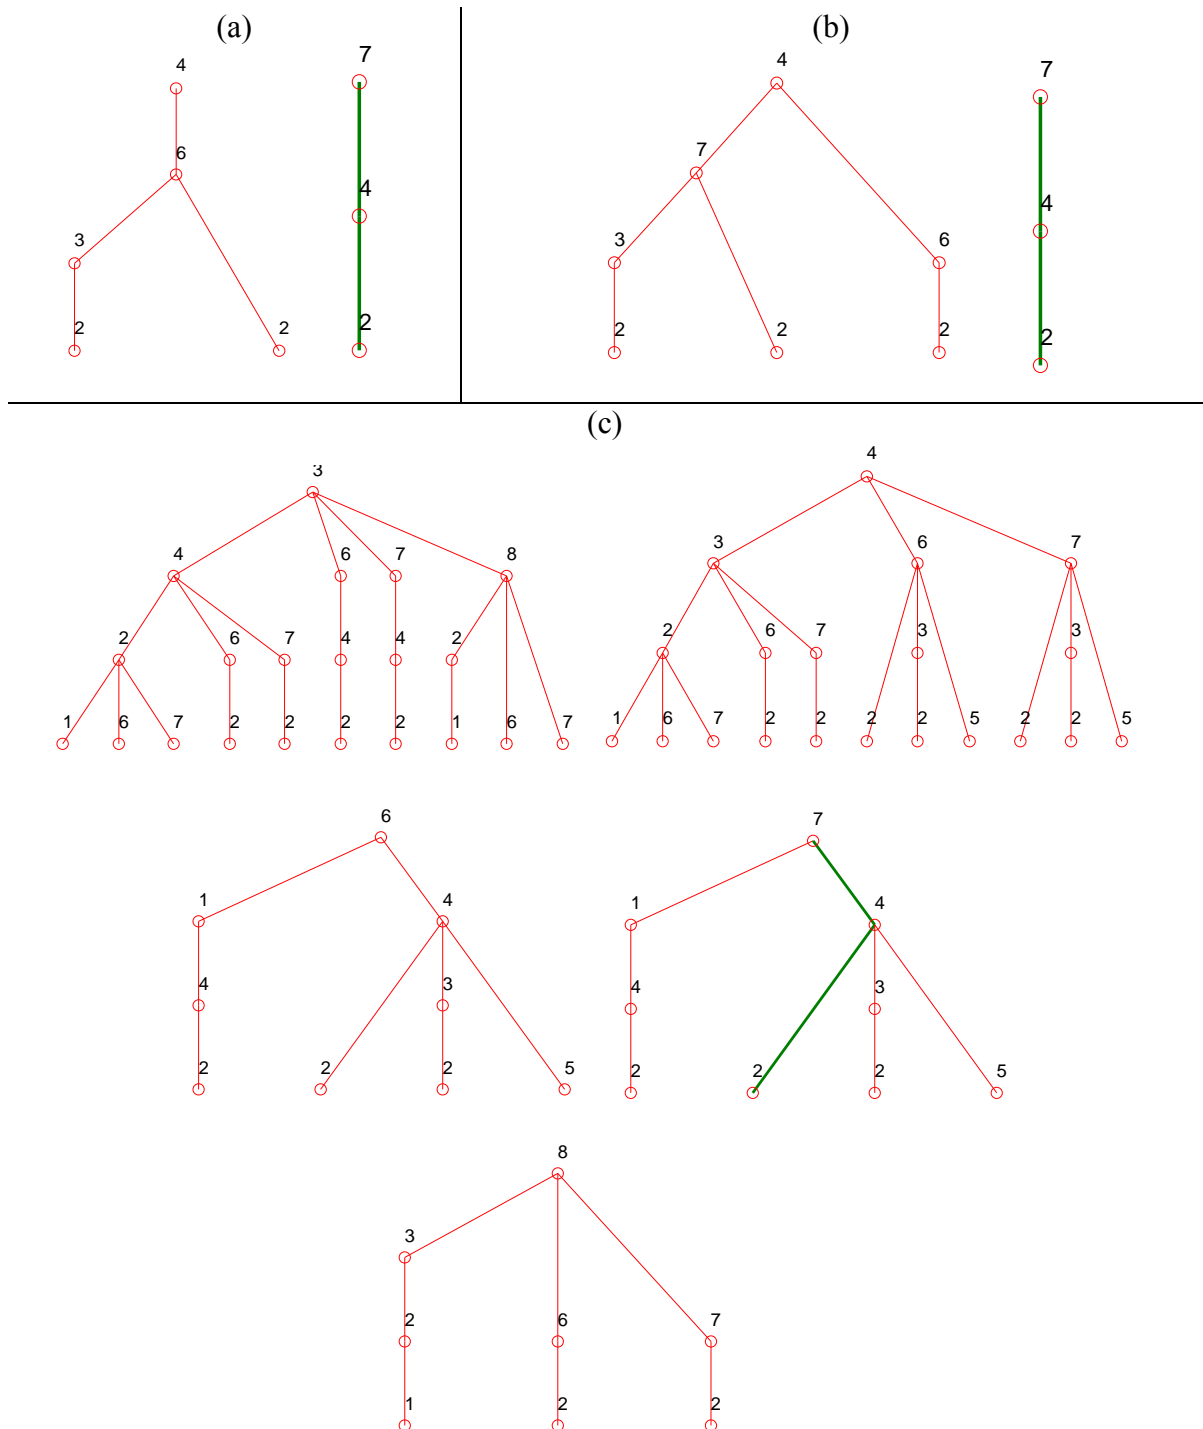 (a) (b)
4 7 4 7
6 7
4 3 6 4
3
2 2 2 2 2 2 2
(c)
3 4
4 6 7 8 3 6 7
2 6 7 4 4 2 2 6 7 3 3
1 6 7 2 2 2 2 1 6 7 1 6 7 2 2 2 2 5 2 2 5
6 7
1 4 1 4
4 3 4 3
2 2 2 5 2 2 2 5
8
3
2 6 7
1 2 2